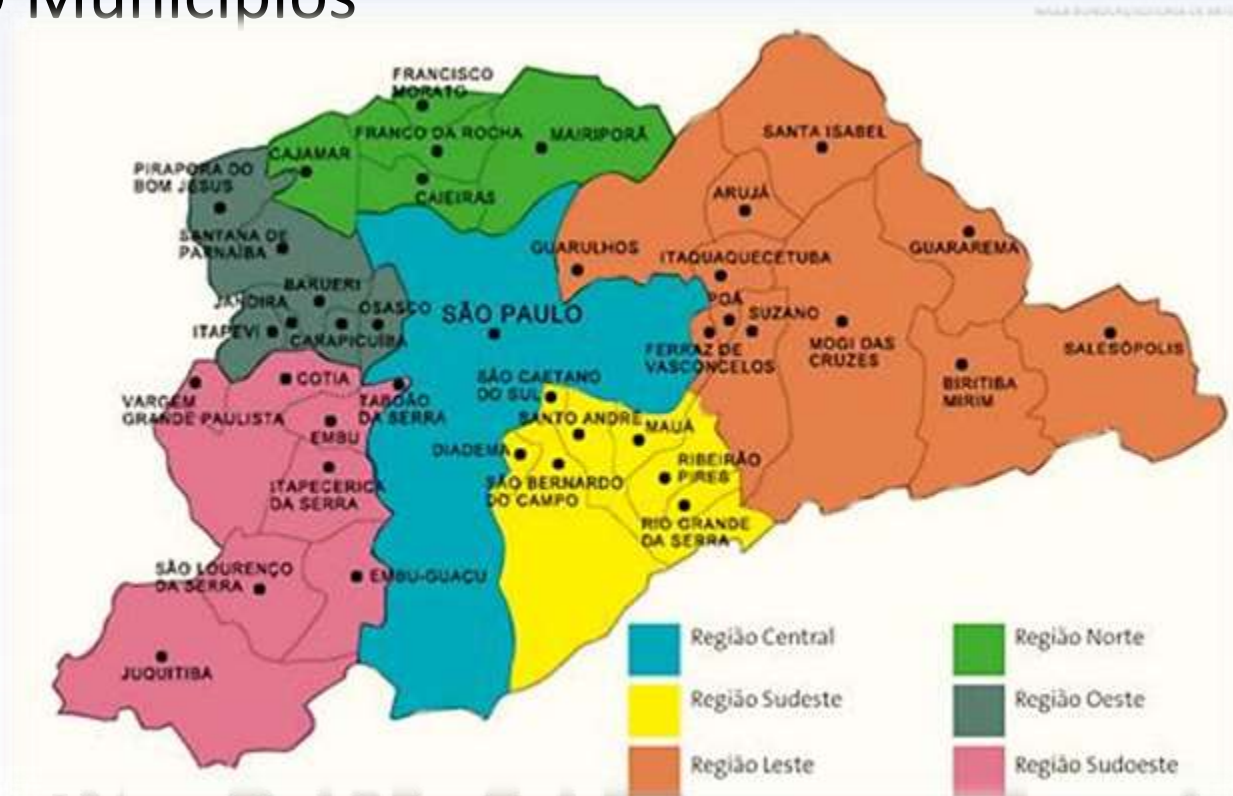 Municípios
FRANCISCO
MORATO
FRANCO DA ROCHA
MAIRIPORÃ
CAJAMAR
CAIEIRAS
PIRAPORA DO
BOM JESUS
SANTANA DE
PARNAÍBA
BARUERI
JANDIRA
OSASCO
ITAPEVI
CARAPICUÍBA
SANTA ISABEL
ARUJÁ
GUARULHOS
ITAQUAQUECETUBA
GUARAREMA
POÁ
SUZANO
FERRAZ DE
VASCONCELOS
MOGI DAS
CRUZES
BIRITIBA
MIRIM
SALESÓPOLIS
SÃO PAULO
SÃO CAETANO
DO SUL
SANTO ANDRÉ
MAUÁ
DIADEMA
SÃO BERNARDO
DO CAMPO
RIBEIRÃO
PIRES
RIO GRANDE
DA SERRA
COTIA
VARGEM
GRANDE PAULISTA
TABOÃO
DA SERRA
EMBU
ITAPECERICA
DA SERRA
SÃO LOURENÇO
DA SERRA
EMBU-GUAÇU
JUQUITIBA
Região Central
Região Norte
Região Sudeste
Região Oeste
Região Leste
Região Sudoeste